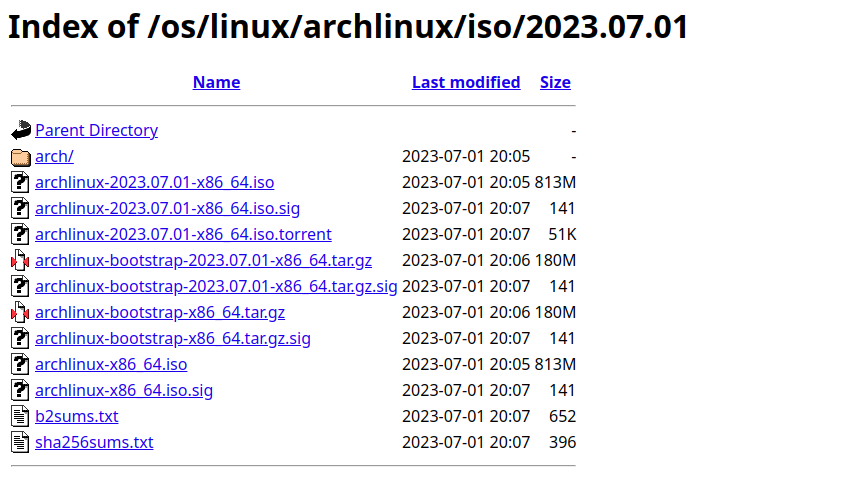 Index of /os/linux/archlinux/iso/2023.07.01
Name Last modified Size
Parent Directory -
arch/ 2023-07-01 20:05 -
archlinux-2023.07.01-x86_64.iso 2023-07-01 20:05 813M
archlinux-2023.07.01-x86_64.iso.sig 2023-07-01 20:07 141
archlinux-2023.07.01-x86_64.iso.torrent 2023-07-01 20:07 51K
archlinux-bootstrap-2023.07.01-x86_64.tar.gz 2023-07-01 20:06 180M
archlinux-bootstrap-2023.07.01-x86_64.tar.gz.sig 2023-07-01 20:07 141
archlinux-bootstrap-x86_64.tar.gz 2023-07-01 20:06 180M
archlinux-bootstrap-x86_64.tar.gz.sig 2023-07-01 20:07 141
archlinux-x86_64.iso 2023-07-01 20:05 813M
archlinux-x86_64.iso.sig 2023-07-01 20:07 141
b2sums.txt 2023-07-01 20:07 652
sha256sums.txt 2023-07-01 20:07 396